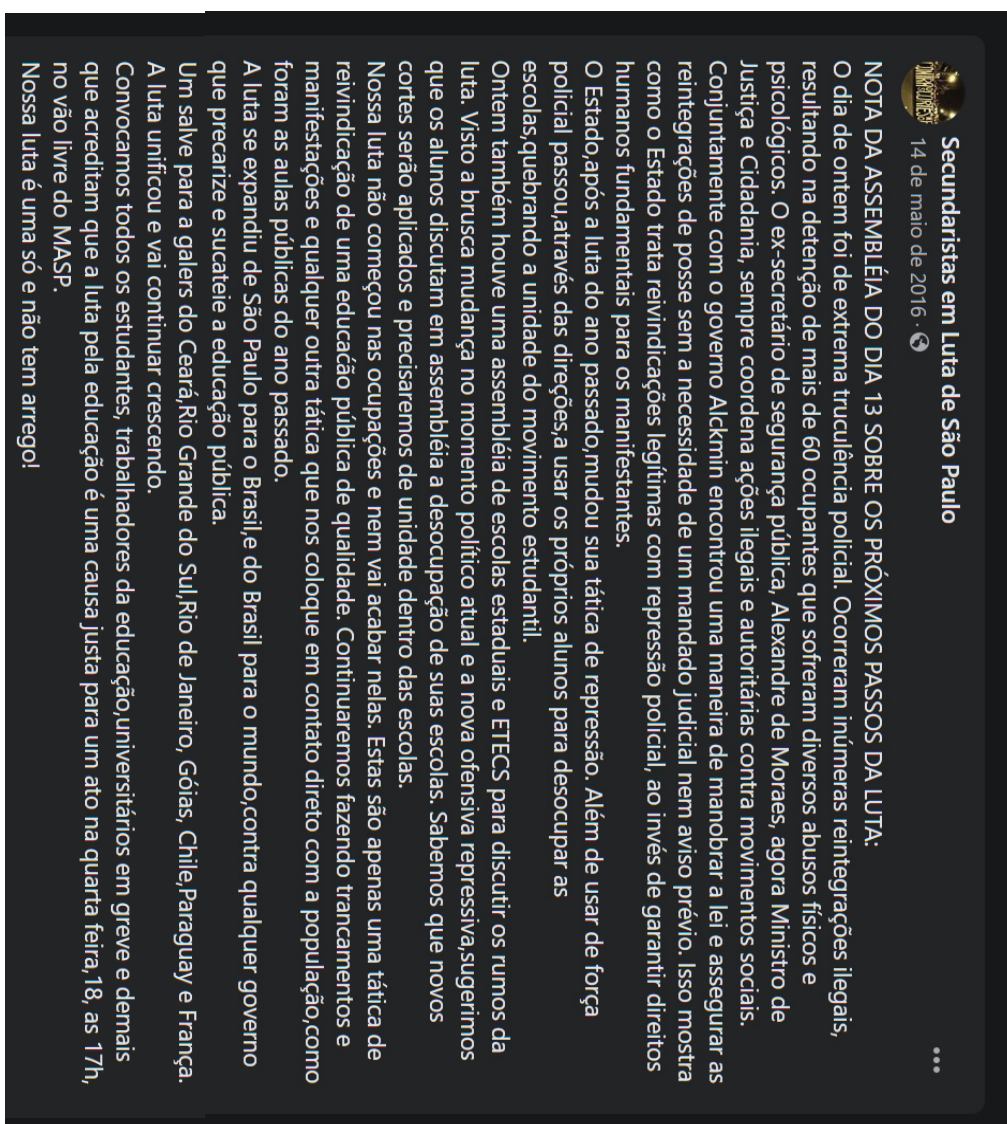 Secundaristas em Luta de São Paulo
14 de maio de 2016 ·
NOTA DA ASSEMBLÉIA DO DIA 13 SOBRE OS PRÓXIMOS PASSOS DA LUTA:
O dia de ontem foi de extrema truculência policial. Ocorreram inúmeras reintegrações ilegais,
resultando na detenção de mais de 60 ocupantes que sofreram diversos abusos físicos e
psicológicos. O ex-secretário de segurança pública, Alexandre de Moraes, agora Ministro de
Justiça e Cidadania, sempre coordena ações ilegais e autoritárias contra movimentos sociais.
Conjuntamente com o governo Alckmin encontrou uma maneira de manobrar a lei e assegurar as
reintegrações de posse sem a necessidade de um mandado judicial nem aviso prévio. Isso mostra
como o Estado trata reivindicações legítimas com repressão policial, ao invés de garantir direitos
humanos fundamentais para os manifestantes.
O Estado,após a luta do ano passado,mudou sua tática de repressão. Além de usar de força
policial passou,através das direções,a usar os próprios alunos para desocupar as
escolas,quebrando a unidade do movimento estudantil.
Ontem também houve uma assembléia de escolas estaduais e ETECS para discutir os rumos da
luta. Visto a brusca mudança no momento político atual e a nova ofensiva repressiva,sugerimos
que os alunos discutam em assembléia a desocupação de suas escolas. Sabemos que novos
cortes serão aplicados e precisaremos de unidade dentro das escolas.
Nossa luta não começou nas ocupações e nem vai acabar nelas. Estas são apenas uma tática de
reivindicação de uma educação pública de qualidade. Continuaremos fazendo trancamentos e
manifestações e qualquer outra tática que nos coloque em contato direto com a população,como
foram as aulas públicas do ano passado.
A luta se expandiu de São Paulo para o Brasil,e do Brasil para o mundo,contra qualquer governo
que precarize e sucateie a educação pública.
Um salve para a galers do Ceará,Rio Grande do Sul,Rio de Janeiro, Góias, Chile,Paraguay e França.
A luta unificou e vai continuar crescendo.
Convocamos todos os estudantes, trabalhadores da educação,universitários em greve e demais
que acreditam que a luta pela educação é uma causa justa para um ato na quarta feira,18, as 17h,
no vão livre do MASP.
Nossa luta é uma só e não tem arrego!